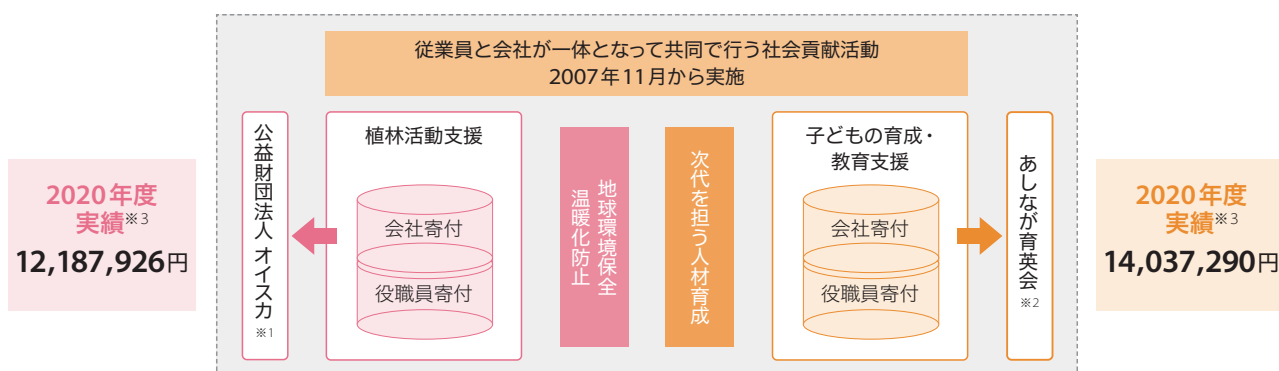 従業員と会社が一体となって共同で行う社会貢献活動
2007年11月から実施
2020年度
実績※3
12,187,926円
公益財団法人 オイスカ※1
植林活動支援
会社寄付
役職員寄付
地球環境保全
温暖化防止
次代を担う人材育成
子どもの育成・
教育支援
会社寄付
役職員寄付
あしなが育英会※2
2020年度
実績※3
14,037,290円